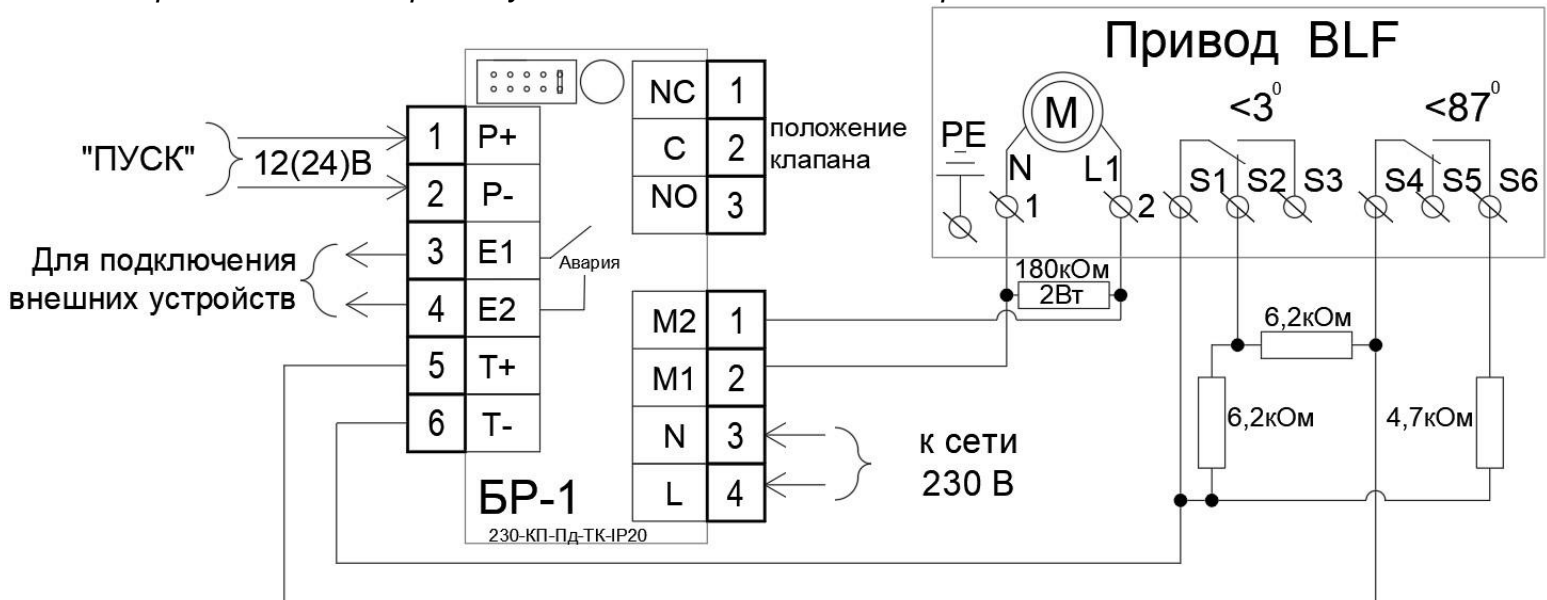 Привод BLF
"ПУСК"
12(24)В
Для подключения
внешних устройств
1 P+
2 P-
3 E1
4 E2
5 T+
6 T-
Авария
NC 1
C 2
NO 3
положение
клапана
M2 1
M1 2
N 3
L 4
к сети
230 В
БР-1
230-КП-Пд-ТК-IP20
PE
M
N
L1
1
2
<3⁰
<87⁰
S1
S2
S3
S4
S5
S6
180кОм
2Вт
6,2кОм
6,2кОм
4,7кОм